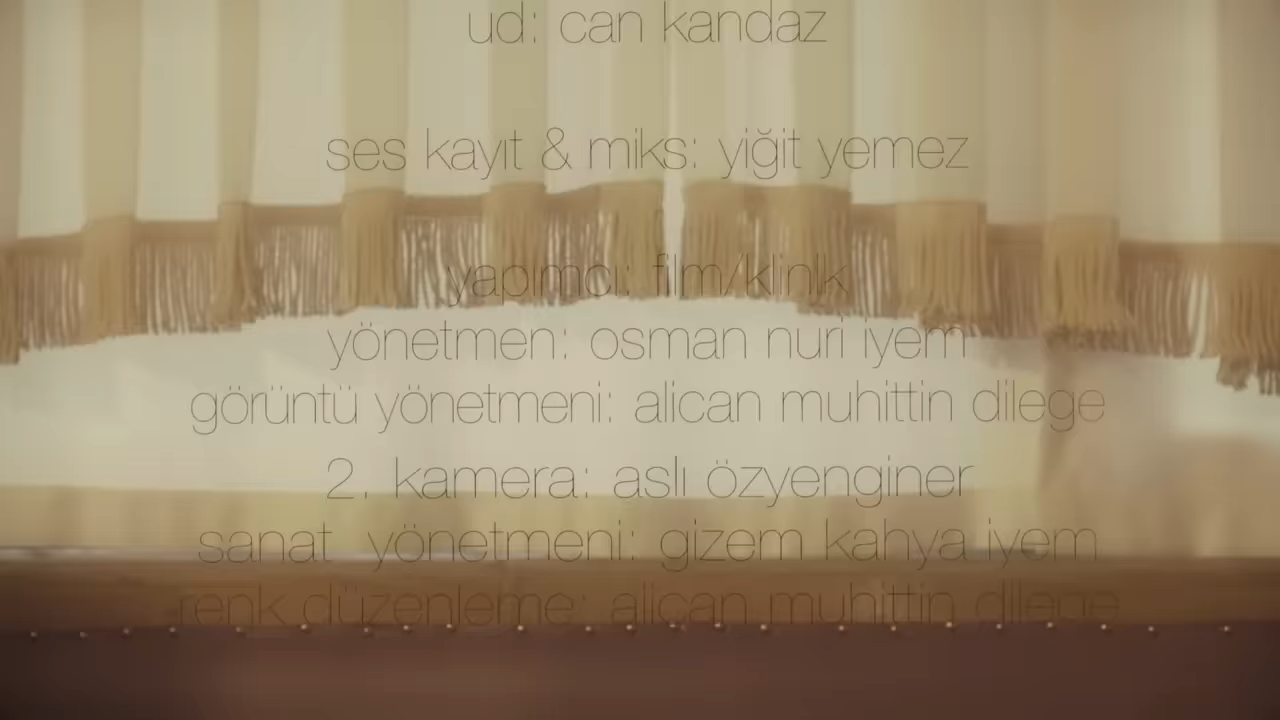 ud: can kandaz
ses kayıt & miks: yiğit yemez
yapımcı: film/klinik
yönetmen: osman nuri iyem
görüntü yönetmeni: alican muhittin dilege
2. kamera: aslı özyenginer
sanat yönetmeni: gizem kahya iyem
renk düzenleme: alican muhittin dilege